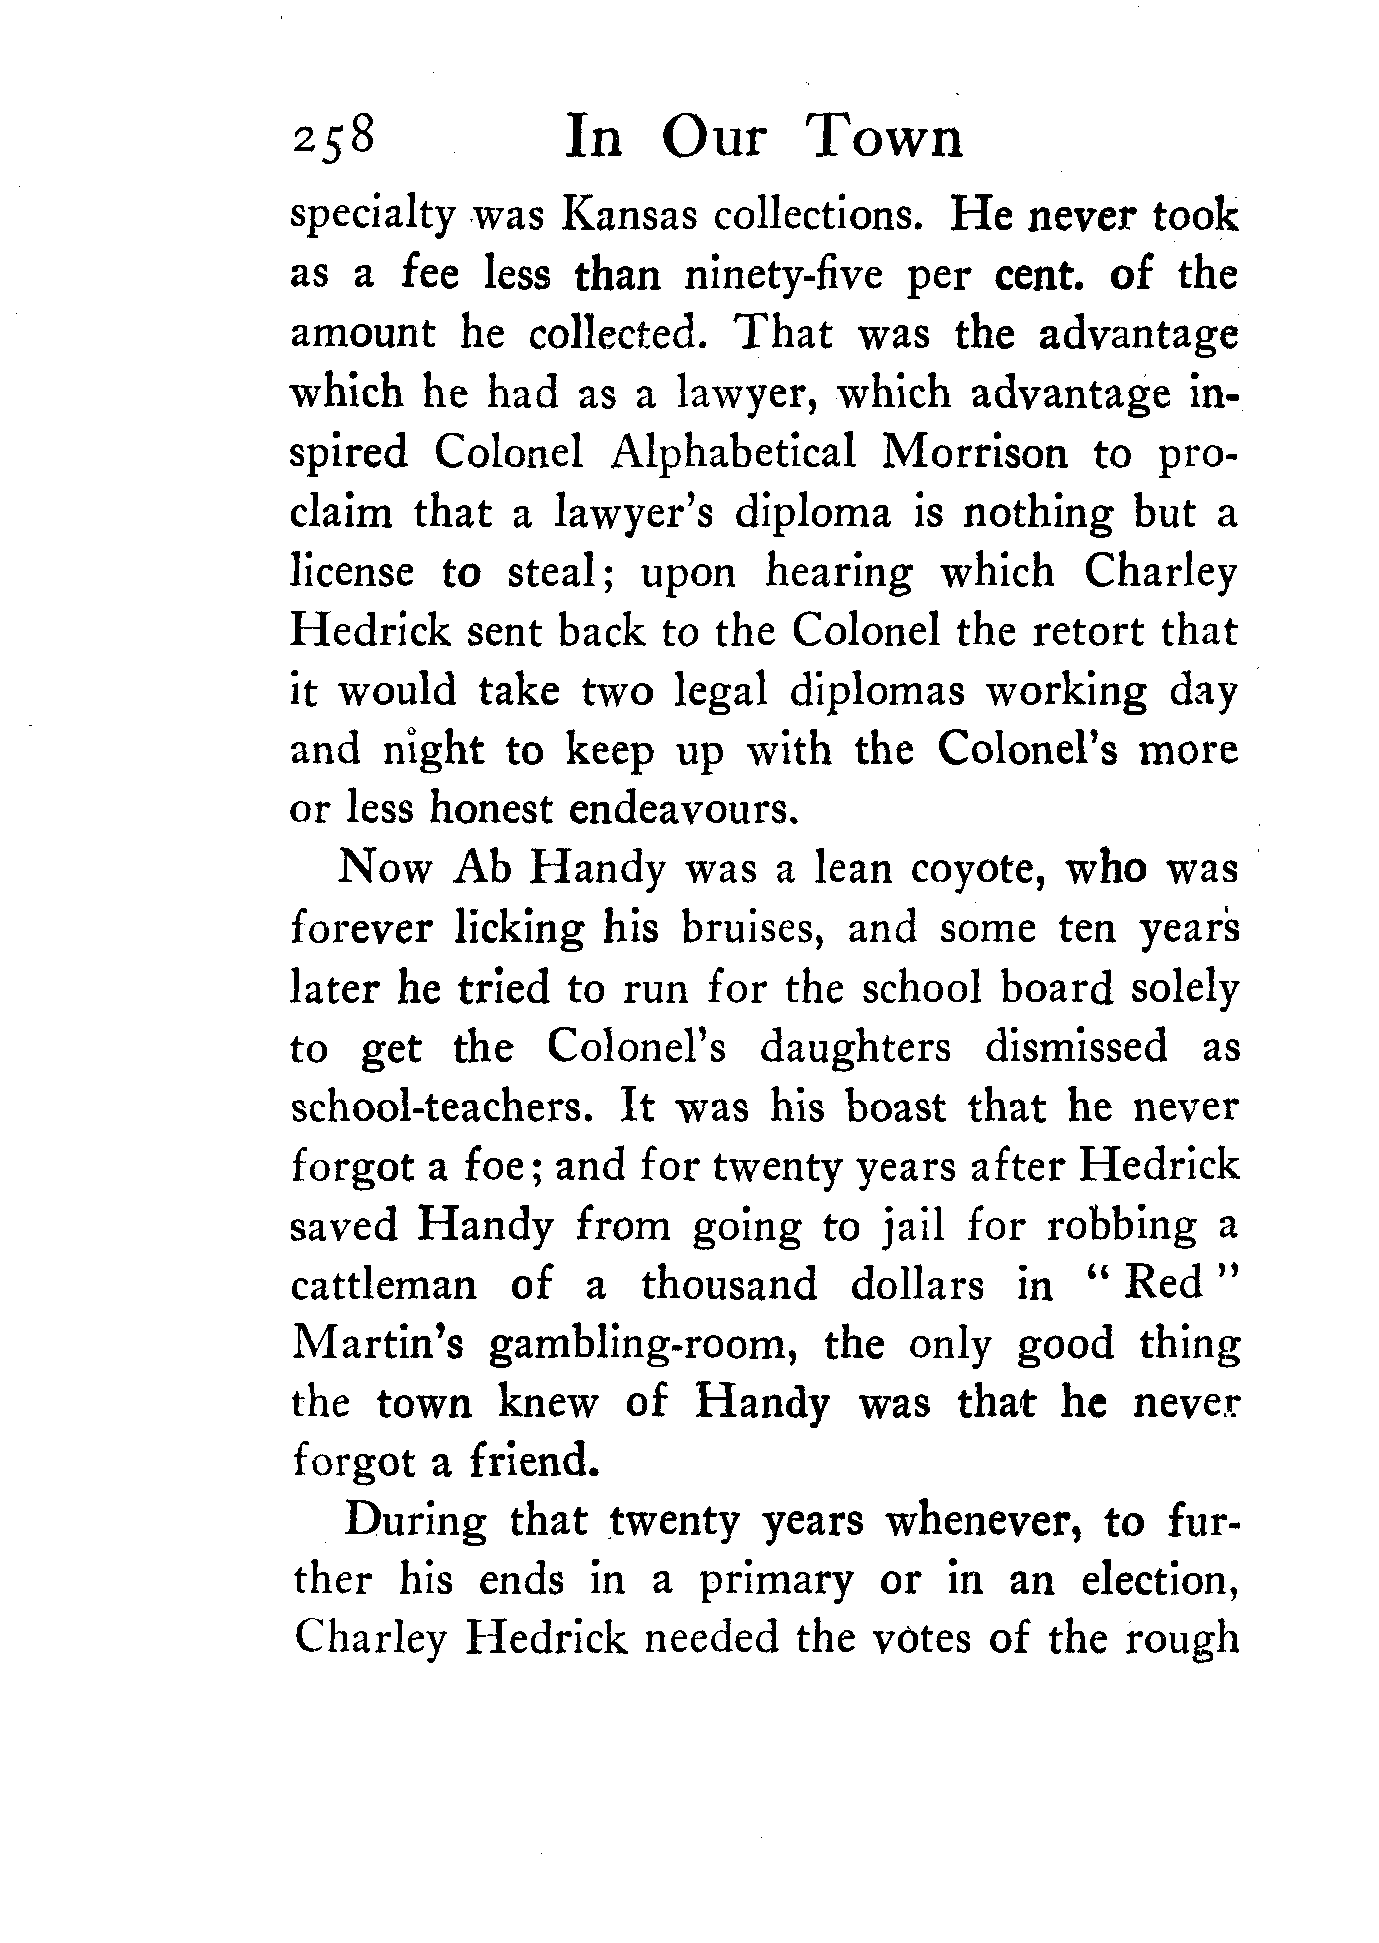 258 In Our Town
specialty was Kansas collections. He never took
as a fee less than ninety-five per cent. of the
amount he collected. That was the advantage
which he had as a lawyer, which advantage in-
spired Colonel Alphabetical Morrison to pro-
claim that a lawyer's diploma is nothing but a
license to steal; upon hearing which Charley
Hedrick sent back to the Colonel the retort that
it would take two legal diplomas working day
and night to keep up with the Colonel's more
or less honest endeavours.
Now Ab Handy was a lean coyote, who was
forever licking his bruises, and some ten years
later he tried to run for the school board solely
to get the Colonel's daughters dismissed as
school-teachers. It was his boast that he never
forgot a foe; and for twenty years after Hedrick
saved Handy from going to jail for robbing a
cattleman of a thousand dollars in " Red "
Martin's gambling-room, the only good thing
the town knew of Handy was that he never
forgot a friend.
During that twenty years whenever, to fur-
ther his ends in a primary or in an election,
Charley Hedrick needed the votes of the rough